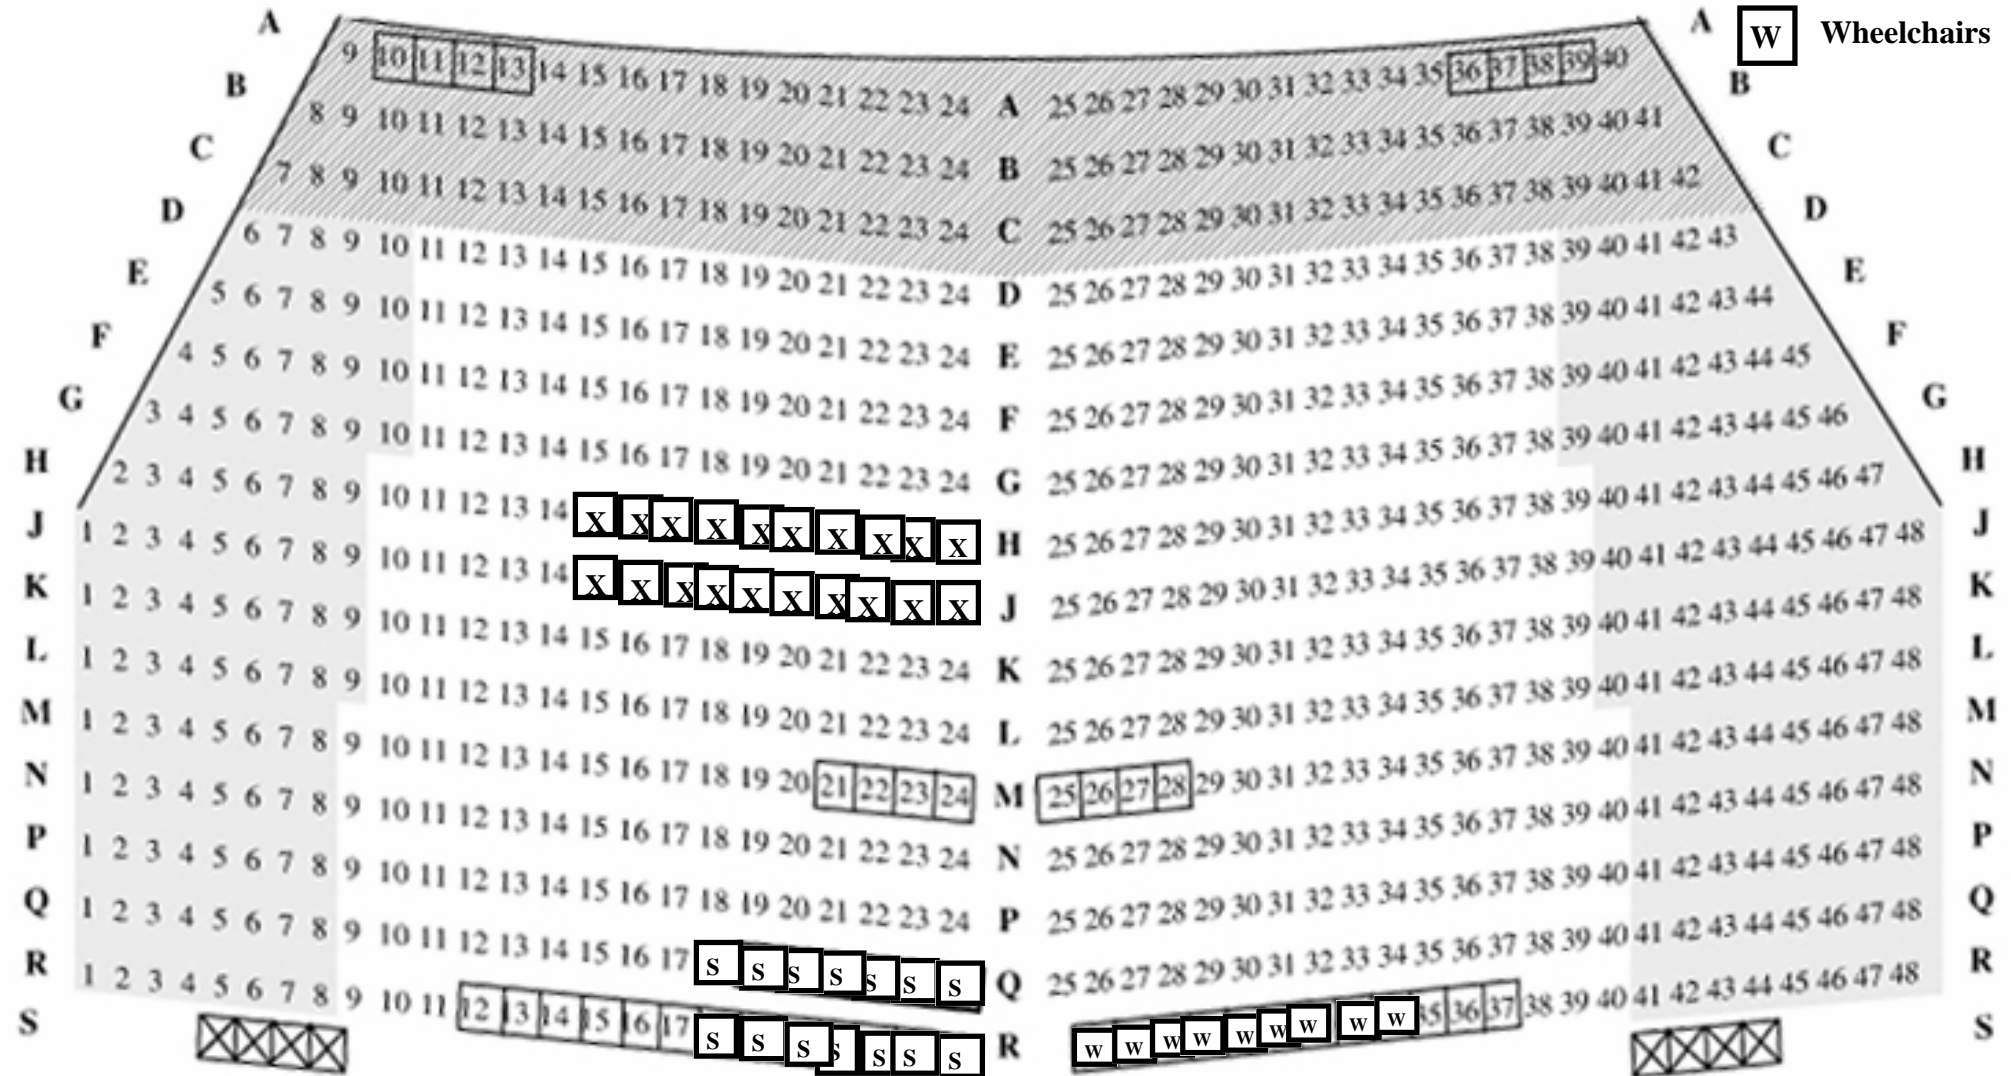 W Wheelchairs
A 9 10 11 12 13 14 15 16 17 18 19 20 21 22 23 24 A 25 26 27 28 29 30 31 32 33 34 35 36 37 38 39 40 A
B 8 9 10 11 12 13 14 15 16 17 18 19 20 21 22 23 24 B 25 26 27 28 29 30 31 32 33 34 35 36 37 38 39 40 41 B
C 7 8 9 10 11 12 13 14 15 16 17 18 19 20 21 22 23 24 C 25 26 27 28 29 30 31 32 33 34 35 36 37 38 39 40 41 42 C
D 6 7 8 9 10 11 12 13 14 15 16 17 18 19 20 21 22 23 24 D 25 26 27 28 29 30 31 32 33 34 35 36 37 38 39 40 41 42 43 D
E 5 6 7 8 9 10 11 12 13 14 15 16 17 18 19 20 21 22 23 24 E 25 26 27 28 29 30 31 32 33 34 35 36 37 38 39 40 41 42 43 44 E
F 4 5 6 7 8 9 10 11 12 13 14 15 16 17 18 19 20 21 22 23 24 F 25 26 27 28 29 30 31 32 33 34 35 36 37 38 39 40 41 42 43 44 45 F
G 3 4 5 6 7 8 9 10 11 12 13 14 15 16 17 18 19 20 21 22 23 24 G 25 26 27 28 29 30 31 32 33 34 35 36 37 38 39 40 41 42 43 44 45 46 G
H 2 3 4 5 6 7 8 9 10 11 12 13 14 X X X X X X X X X X H 25 26 27 28 29 30 31 32 33 34 35 36 37 38 39 40 41 42 43 44 45 46 47 H
J 1 2 3 4 5 6 7 8 9 10 11 12 13 14 X X X X X X X X X X J 25 26 27 28 29 30 31 32 33 34 35 36 37 38 39 40 41 42 43 44 45 46 47 48 J
K 1 2 3 4 5 6 7 8 9 10 11 12 13 14 15 16 17 18 19 20 21 22 23 24 K 25 26 27 28 29 30 31 32 33 34 35 36 37 38 39 40 41 42 43 44 45 46 47 48 K
L 1 2 3 4 5 6 7 8 9 10 11 12 13 14 15 16 17 18 19 20 21 22 23 24 L 25 26 27 28 29 30 31 32 33 34 35 36 37 38 39 40 41 42 43 44 45 46 47 48 L
M 1 2 3 4 5 6 7 8 9 10 11 12 13 14 15 16 17 18 19 20 21 22 23 24 M 25 26 27 28 29 30 31 32 33 34 35 36 37 38 39 40 41 42 43 44 45 46 47 48 M
N 1 2 3 4 5 6 7 8 9 10 11 12 13 14 15 16 17 18 19 20 21 22 23 24 N 25 26 27 28 29 30 31 32 33 34 35 36 37 38 39 40 41 42 43 44 45 46 47 48 N
P 1 2 3 4 5 6 7 8 9 10 11 12 13 14 15 16 17 18 19 20 21 22 23 24 P 25 26 27 28 29 30 31 32 33 34 35 36 37 38 39 40 41 42 43 44 45 46 47 48 P
Q 1 2 3 4 5 6 7 8 9 10 11 12 13 14 15 16 17 S S S S S S S Q 25 26 27 28 29 30 31 32 33 34 35 36 37 38 39 40 41 42 43 44 45 46 47 48 Q
R 1 2 3 4 5 6 7 8 9 10 11 12 13 14 15 16 17 S S S S S S S R W W W W W W W W W 35 36 37 38 39 40 41 42 43 44 45 46 47 48 R
S S